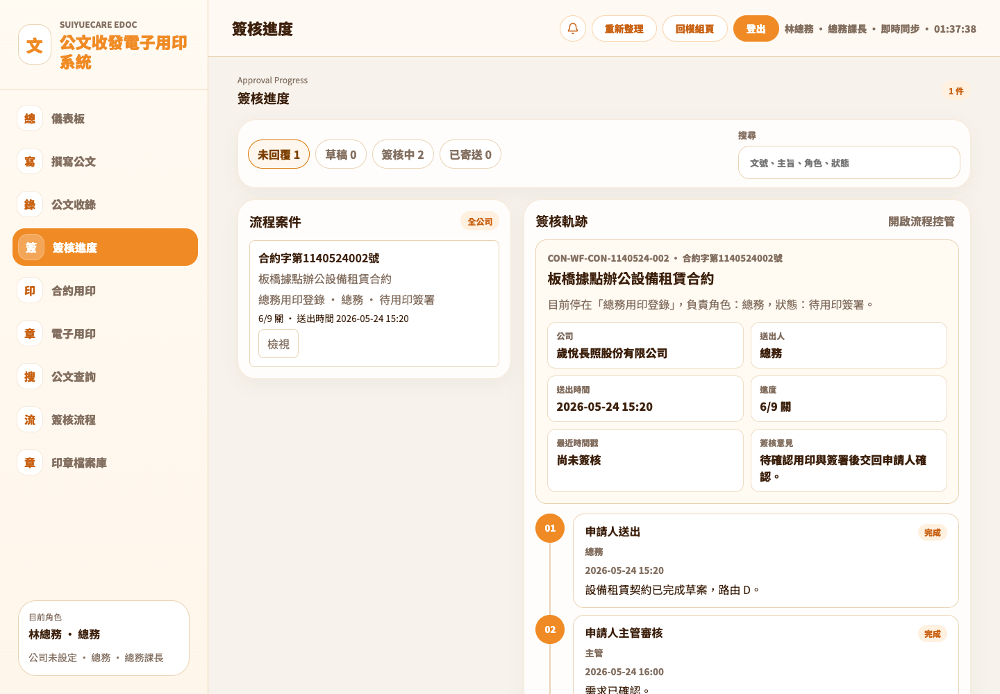 文
SUIYUECARE EDOC
公文收發電子用印
系統
總 儀表板
寫 撰寫公文
錄 公文收錄
簽 簽核進度
印 合約用印
章 電子用印
搜 公文查詢
流 簽核流程
章 印章檔案庫
目前角色
林總務 · 總務
公司未設定 · 總務 · 總務課長
簽核進度
重新整理 回模組頁 登出 林總務 · 總務課長 · 即時同步 · 01:37:38
Approval Progress
簽核進度
1 件
未回覆 1 草稿 0 簽核中 2 已寄送 0
搜尋
文號、主旨、角色、狀態
流程案件 全公司
合約字第1140524002號
板橋據點辦公設備租賃合約
總務用印登錄 · 總務 · 待用印簽署
6/9 關 · 送出時間 2026-05-24 15:20
檢視
簽核軌跡 開啟流程控管
CON-WF-CON-1140524-002 · 合約字第1140524002號
板橋據點辦公設備租賃合約
目前停在「總務用印登錄」，負責角色：總務，狀態：待用印簽署。
公司
歲悅長照股份有限公司
送出人
總務
送出時間
2026-05-24 15:20
進度
6/9 關
最近時間戳
尚未簽核
簽核意見
待確認用印與簽署後交回申請人確
認。
01 申請人送出 完成
總務
2026-05-24 15:20
設備租賃契約已完成草案，路由 D。
02 申請人主管審核 完成
主管
2026-05-24 16:00
需求已確認。